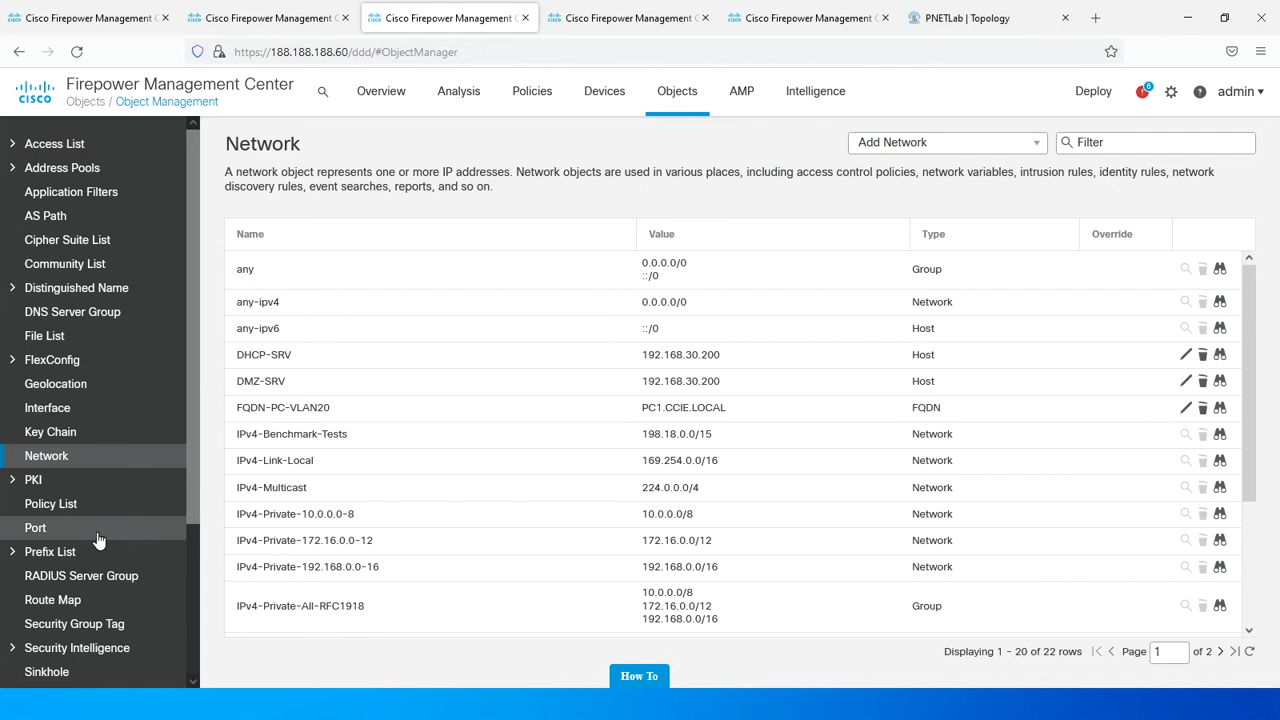 Cisco Firepower Management C
Cisco Firepower Management C
Cisco Firepower Management C
Cisco Firepower Management C
Cisco Firepower Management C
PNETLab | Topology
https://188.188.188.60/ddd/#ObjectManager
CISCO
Firepower Management Center
Objects / Object Management
Overview
Analysis
Policies
Devices
Objects
AMP
Intelligence
Deploy
6
admin
Access List
Address Pools
Application Filters
AS Path
Cipher Suite List
Community List
Distinguished Name
DNS Server Group
File List
FlexConfig
Geolocation
Interface
Key Chain
Network
PKI
Policy List
Port
Prefix List
RADIUS Server Group
Route Map
Security Group Tag
Security Intelligence
Sinkhole
Network
Add Network
Filter
A network object represents one or more IP addresses. Network objects are used in various places, including access control policies, network variables, intrusion rules, identity rules, network
discovery rules, event searches, reports, and so on.
Name Value Type Override
any 0.0.0.0/0 Group
::/0
any-ipv4 0.0.0.0/0 Network
any-ipv6 ::/0 Host
DHCP-SRV 192.168.30.200 Host
DMZ-SRV 192.168.30.200 Host
FQDN-PC-VLAN20 PC1.CCIE.LOCAL FQDN
IPv4-Benchmark-Tests 198.18.0.0/15 Network
IPv4-Link-Local 169.254.0.0/16 Network
IPv4-Multicast 224.0.0.0/4 Network
IPv4-Private-10.0.0.0-8 10.0.0.0/8 Network
IPv4-Private-172.16.0.0-12 172.16.0.0/12 Network
IPv4-Private-192.168.0.0-16 192.168.0.0/16 Network
10.0.0.0/8
IPv4-Private-All-RFC1918 172.16.0.0/12 Group
192.168.0.0/16
Displaying 1 - 20 of 22 rows Page 1 of 2
How To